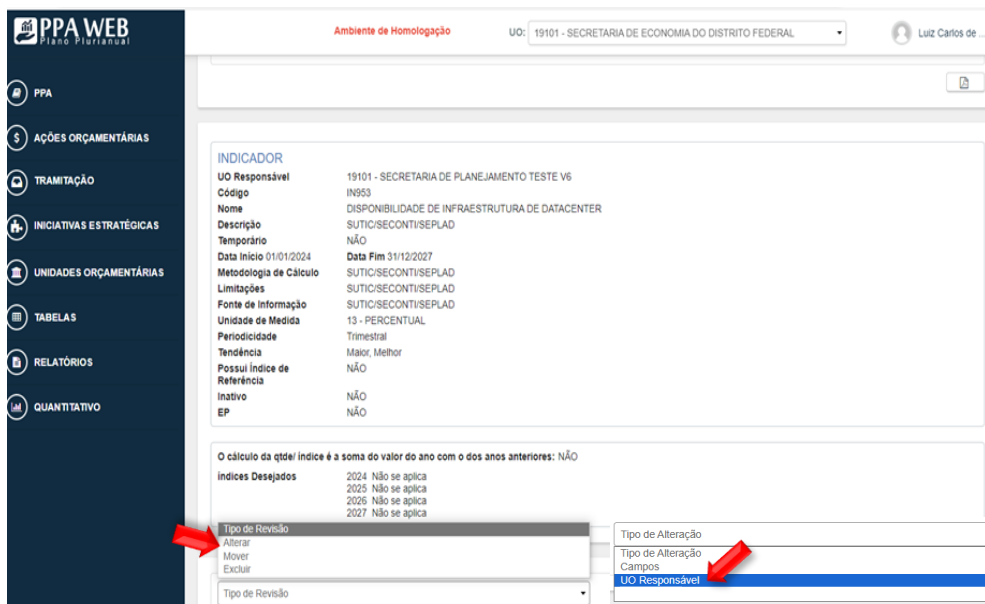 PPA WEB
Plano Plurianual
Ambiente de Homologação
UO: 19101 - SECRETARIA DE ECONOMIA DO DISTRITO FEDERAL
Luiz Carlos de ...
PPA
AÇÕES ORÇAMENTÁRIAS
TRAMITAÇÃO
INICIATIVAS ESTRATÉGICAS
UNIDADES ORÇAMENTÁRIAS
TABELAS
RELATÓRIOS
QUANTITATIVO
INDICADOR
UO Responsável 19101 - SECRETARIA DE PLANEJAMENTO TESTE V6
Código IN953
Nome DISPONIBILIDADE DE INFRAESTRUTURA DE DATACENTER
Descrição SUTIC/SECONTI/SEPLAD
Temporário NÃO
Data Início 01/01/2024 Data Fim 31/12/2027
Metodologia de Cálculo SUTIC/SECONTI/SEPLAD
Limitações SUTIC/SECONTI/SEPLAD
Fonte de Informação SUTIC/SECONTI/SEPLAD
Unidade de Medida 13 - PERCENTUAL
Periodicidade Trimestral
Tendência Maior, Melhor
Possui Índice de NÃO
Referência
Inativo NÃO
EP NÃO
O cálculo da qtde/ índice é a soma do valor do ano com o dos anos anteriores: NÃO
índices Desejados 2024 Não se aplica
2025 Não se aplica
2026 Não se aplica
2027 Não se aplica
Tipo de Revisão
Alterar
Mover
Excluir
Tipo de Revisão
Tipo de Alteração
Tipo de Alteração
Campos
UO Responsável